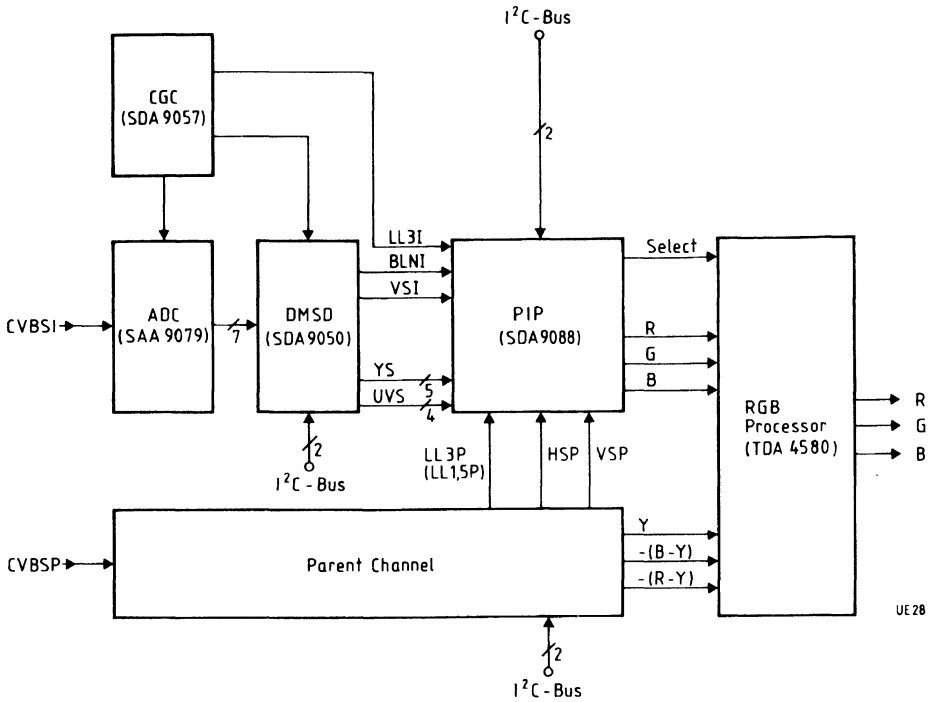 I²C-Bus
2
CGC
(SDA 9057)
LL3I
BLNI
VSI
ADC
(SAA 9079)
CVBSI
7
DMSD
(SDA 9050)
YS
5
UVS
4
2
I²C-Bus
PIP
(SDA 9088)
Select
R
G
B
LL3P
(LL1,5P)
HSP
VSP
RGB
Processor
(TDA 4580)
R
G
B
CVBSP
Parent Channel
Y
-(B-Y)
-(R-Y)
2
I²C-Bus
UE28